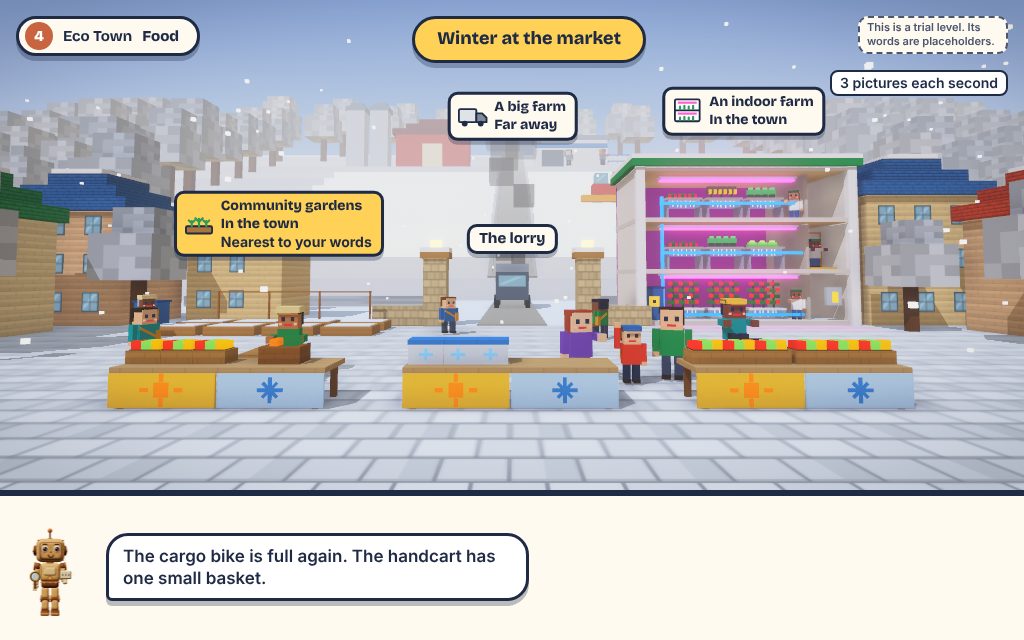 4 Eco Town Food
Winter at the market
This is a trial level. Its
words are placeholders.
3 pictures each second
A big farm
Far away
An indoor farm
In the town
Community gardens
In the town
Nearest to your words
The lorry
The cargo bike is full again. The handcart has
one small basket.